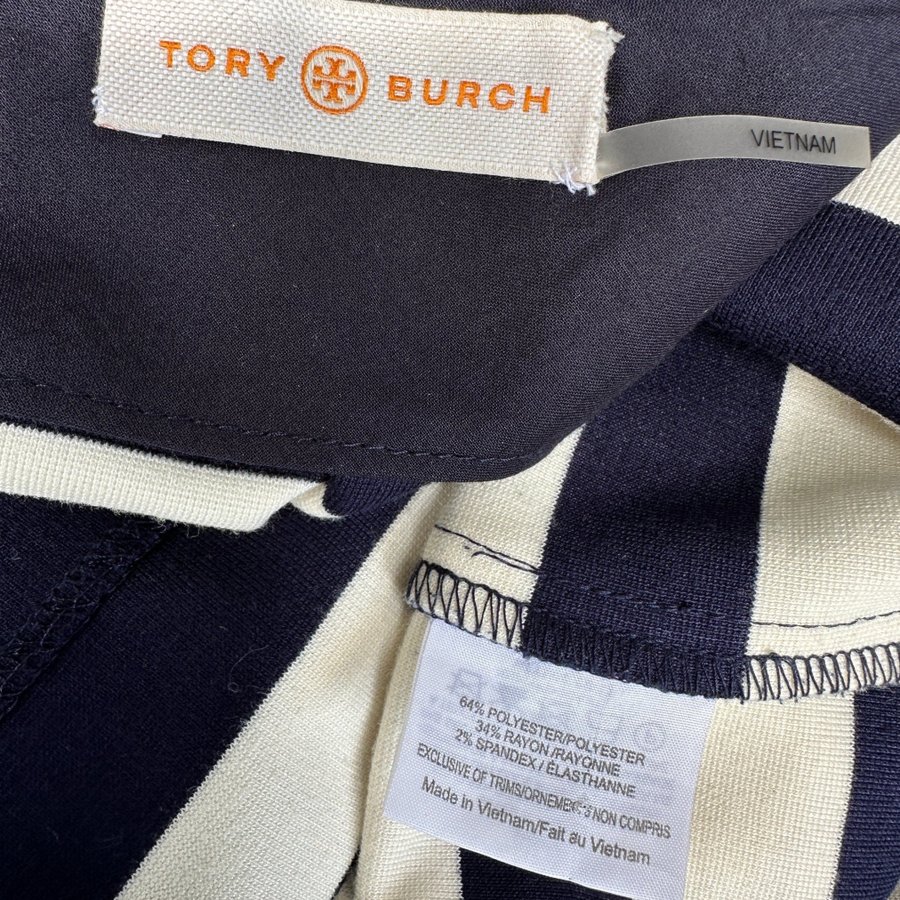 TORY BURCH
VIETNAM
64% POLYESTER/POLYESTER
34% RAYON /RAYONNE
2% SPANDEX / ÉLASTHANNE
EXCLUSIVE OF TRIMS/ORNEMENTS NON COMPRIS
Made in Vietnam/Fait au Vietnam